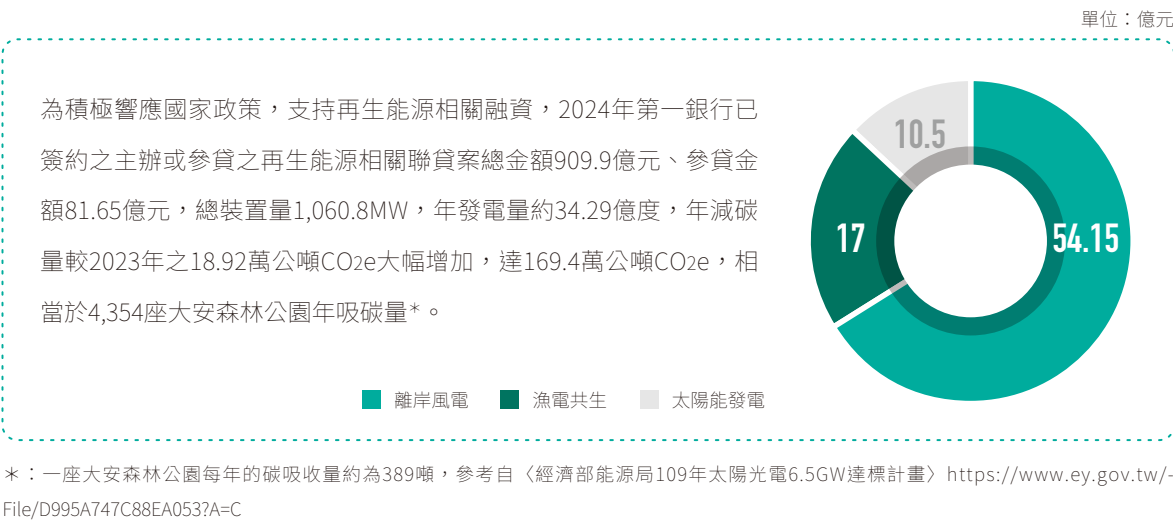 單位：億元
為積極響應國家政策，支持再生能源相關融資，2024年第一銀行已
簽約之主辦或參貸之再生能源相關聯貸案總金額909.9億元、參貸金
額81.65億元，總裝置量1,060.8MW，年發電量約34.29億度，年減碳
量較2023年之18.92萬公噸CO2e大幅增加，達169.4萬公噸CO2e，相
當於4,354座大安森林公園年吸碳量*。
10.5
17
54.15
離岸風電 漁電共生 太陽能發電
＊：一座大安森林公園每年的碳吸收量約為389噸，參考自〈經濟部能源局109年太陽光電6.5GW達標計畫〉https://www.ey.gov.tw/-
File/D995A747C88EA053?A=C